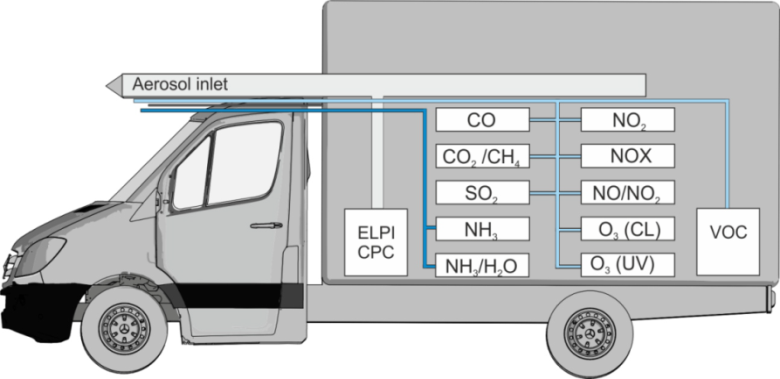 Aerosol inlet
CO
NO₂
CO₂ /CH₄
NOX
SO₂
NO/NO₂
NH₃
O₃ (CL)
NH₃/H₂O
O₃ (UV)
ELPI
CPC
VOC